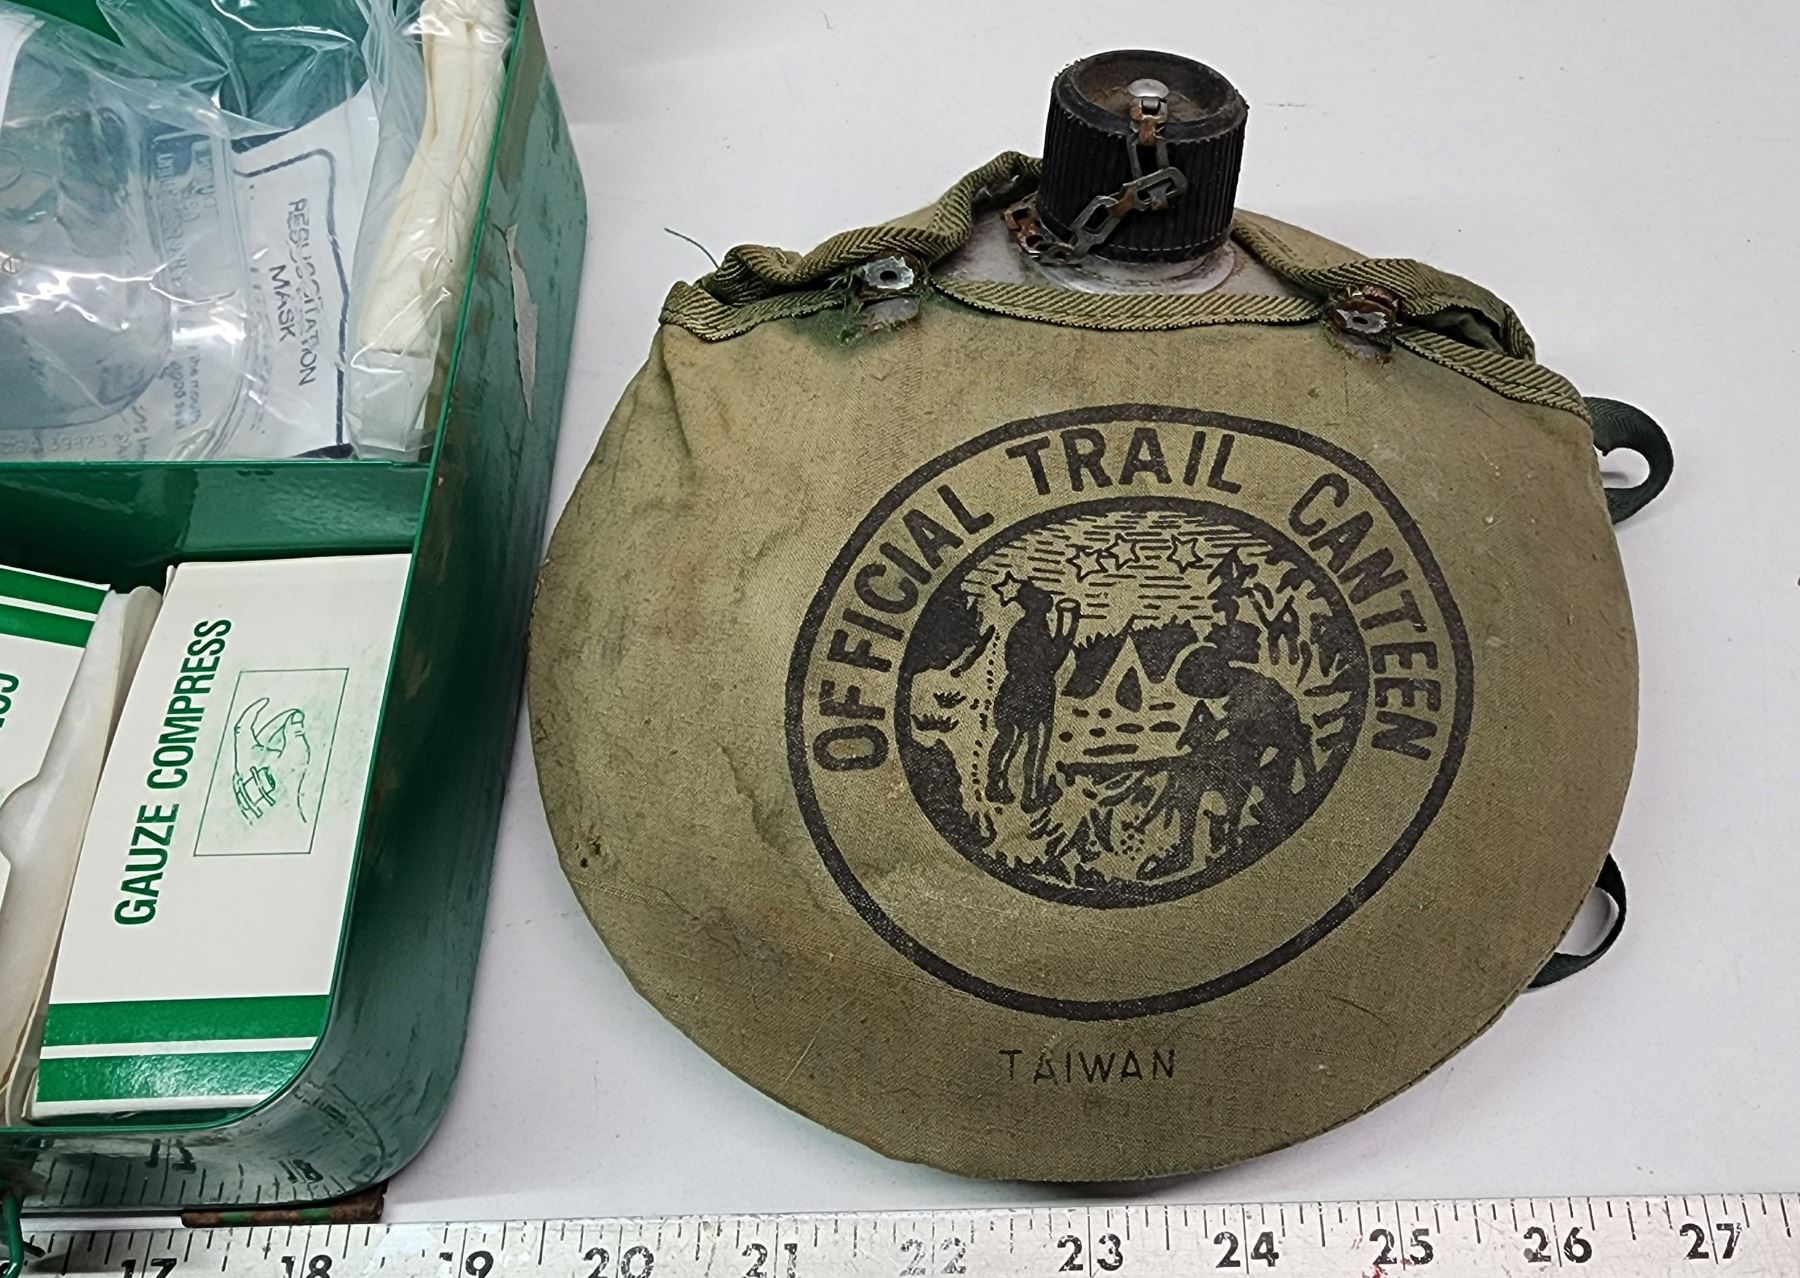 RESUSCITATION
MASK
GAUZE COMPRESS
OFFICIAL TRAIL CANTEEN
TAIWAN
17 18 19 20 21 22 23 24 25 26 27